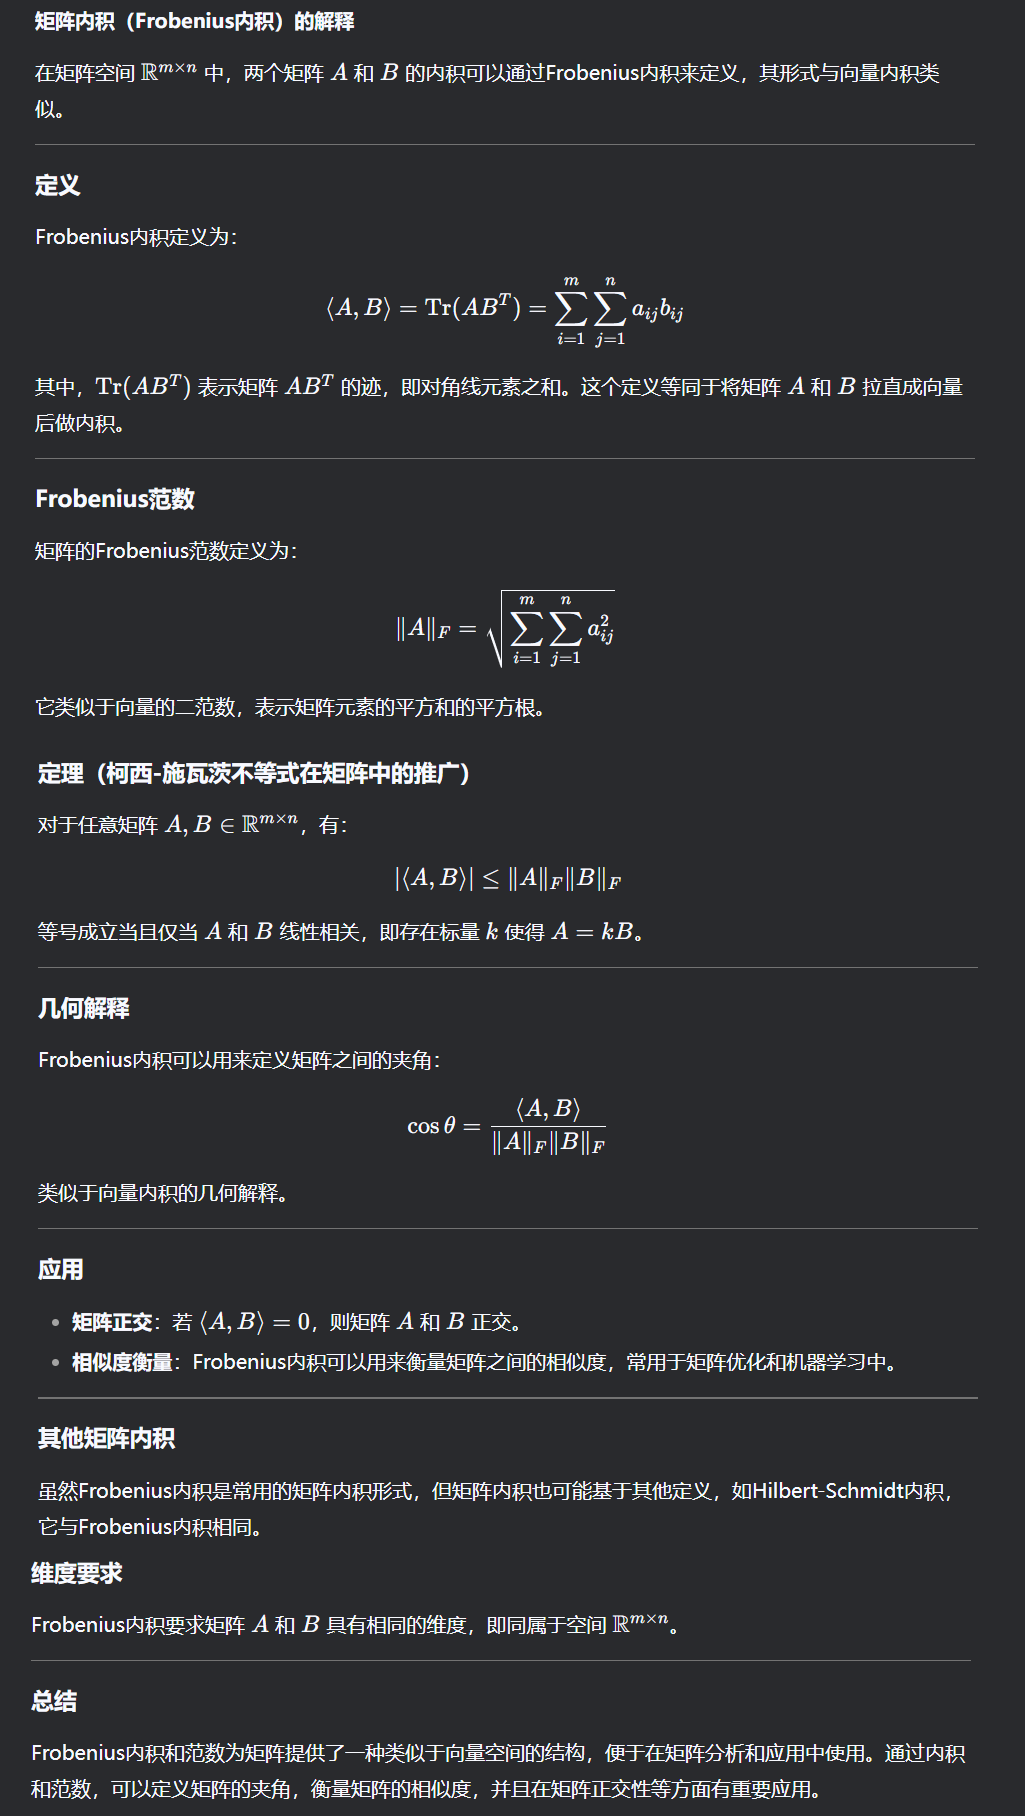 矩阵内积（Frobenius内积）的解释
在矩阵空间 ℝ^{m×n} 中，两个矩阵 A 和 B 的内积可以通过Frobenius内积来定义，其形式与向量内积类
似。
定义
Frobenius内积定义为：
⟨A, B⟩ = Tr(AB^T) = \sum_{i=1}^{m} \sum_{j=1}^{n} a_{ij}b_{ij}
其中，Tr(AB^T) 表示矩阵 AB^T 的迹，即对角线元素之和。这个定义等同于将矩阵 A 和 B 拉直成向量
后做内积。
Frobenius范数
矩阵的Frobenius范数定义为：
‖A‖_F = \sqrt{\sum_{i=1}^{m} \sum_{j=1}^{n} a_{ij}^2}
它类似于向量的二范数，表示矩阵元素的平方和的平方根。
定理（柯西-施瓦茨不等式在矩阵中的推广）
对于任意矩阵 A, B ∈ ℝ^{m×n}，有：
|⟨A, B⟩| ≤ ‖A‖_F‖B‖_F
等号成立当且仅当 A 和 B 线性相关，即存在标量 k 使得 A = kB。
几何解释
Frobenius内积可以用来定义矩阵之间的夹角：
cos θ = \frac{⟨A, B⟩}{‖A‖_F‖B‖_F}
类似于向量内积的几何解释。
应用
• 矩阵正交：若 ⟨A, B⟩ = 0，则矩阵 A 和 B 正交。
• 相似度衡量：Frobenius内积可以用来衡量矩阵之间的相似度，常用于矩阵优化和机器学习中。
其他矩阵内积
虽然Frobenius内积是常用的矩阵内积形式，但矩阵内积也可能基于其他定义，如Hilbert-Schmidt内积，
它与Frobenius内积相同。
维度要求
Frobenius内积要求矩阵 A 和 B 具有相同的维度，即同属于空间 ℝ^{m×n}。
总结
Frobenius内积和范数为矩阵提供了一种类似于向量空间的结构，便于在矩阵分析和应用中使用。通过内积
和范数，可以定义矩阵的夹角，衡量矩阵的相似度，并且在矩阵正交性等方面有重要应用。